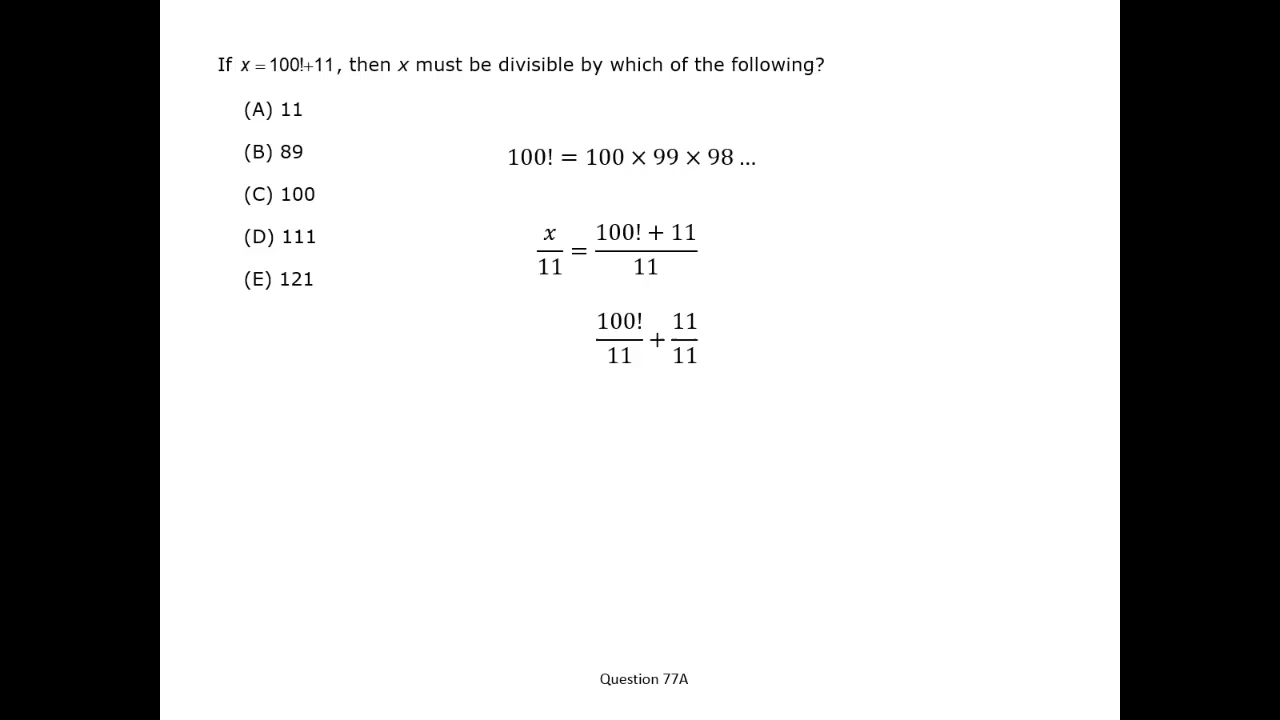 If x = 100!+11, then x must be divisible by which of the following?
(A) 11
(B) 89
(C) 100
(D) 111
(E) 121
100! = 100 × 99 × 98 ...
x/11 = (100! + 11)/11
100!/11 + 11/11
Question 77A